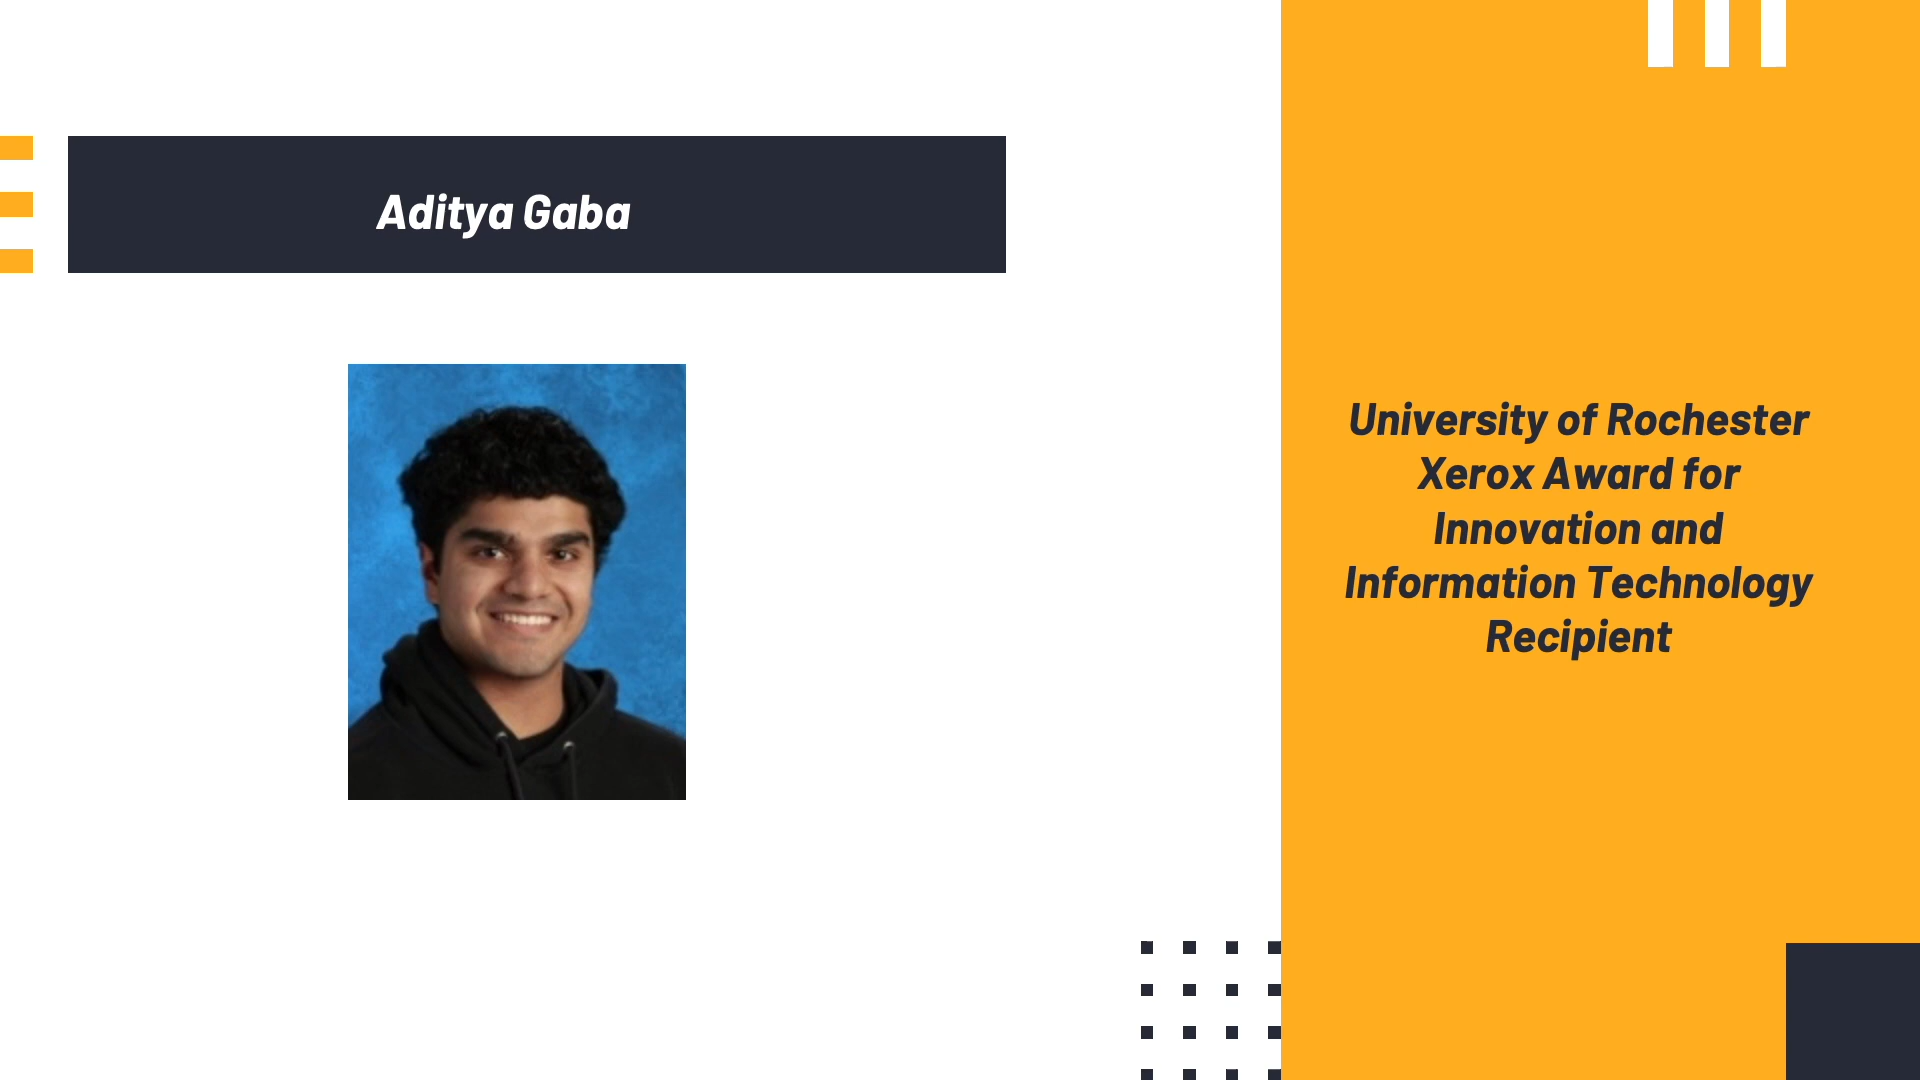 Aditya Gaba
University of Rochester
Xerox Award for
Innovation and
Information Technology
Recipient